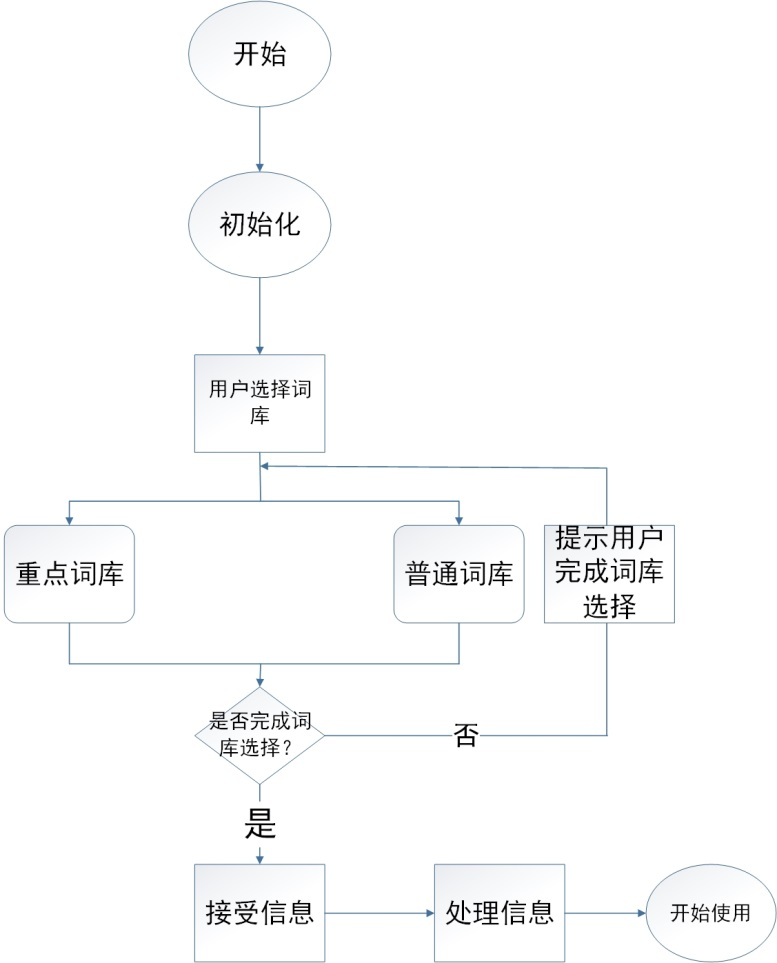 开始
初始化
用户选择词
库
重点词库
普通词库
提示用户
完成词库
选择
是否完成词
库选择？
否
是
接受信息
处理信息
开始使用